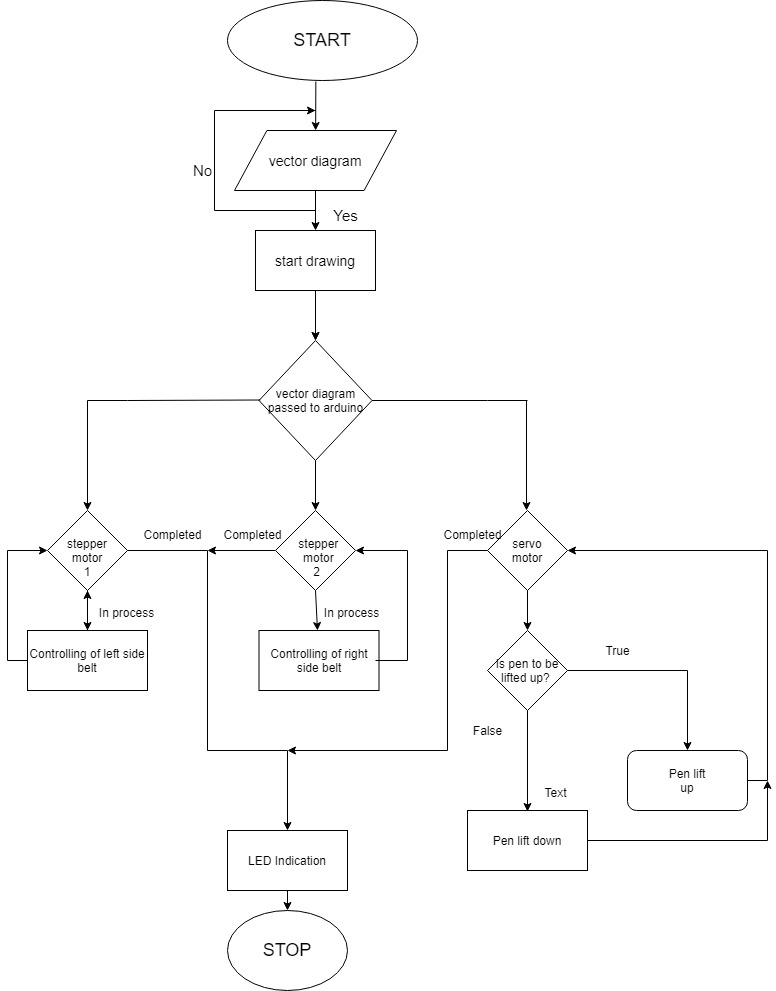 START
vector diagram
No
Yes
start drawing
vector diagram
passed to arduino
Completed
Completed
Completed
stepper
motor
1
stepper
motor
2
servo
motor
In process
In process
Controlling of left side
belt
Controlling of right
side belt
Is pen to be
lifted up?
True
False
Pen lift
up
Text
Pen lift down
LED Indication
STOP